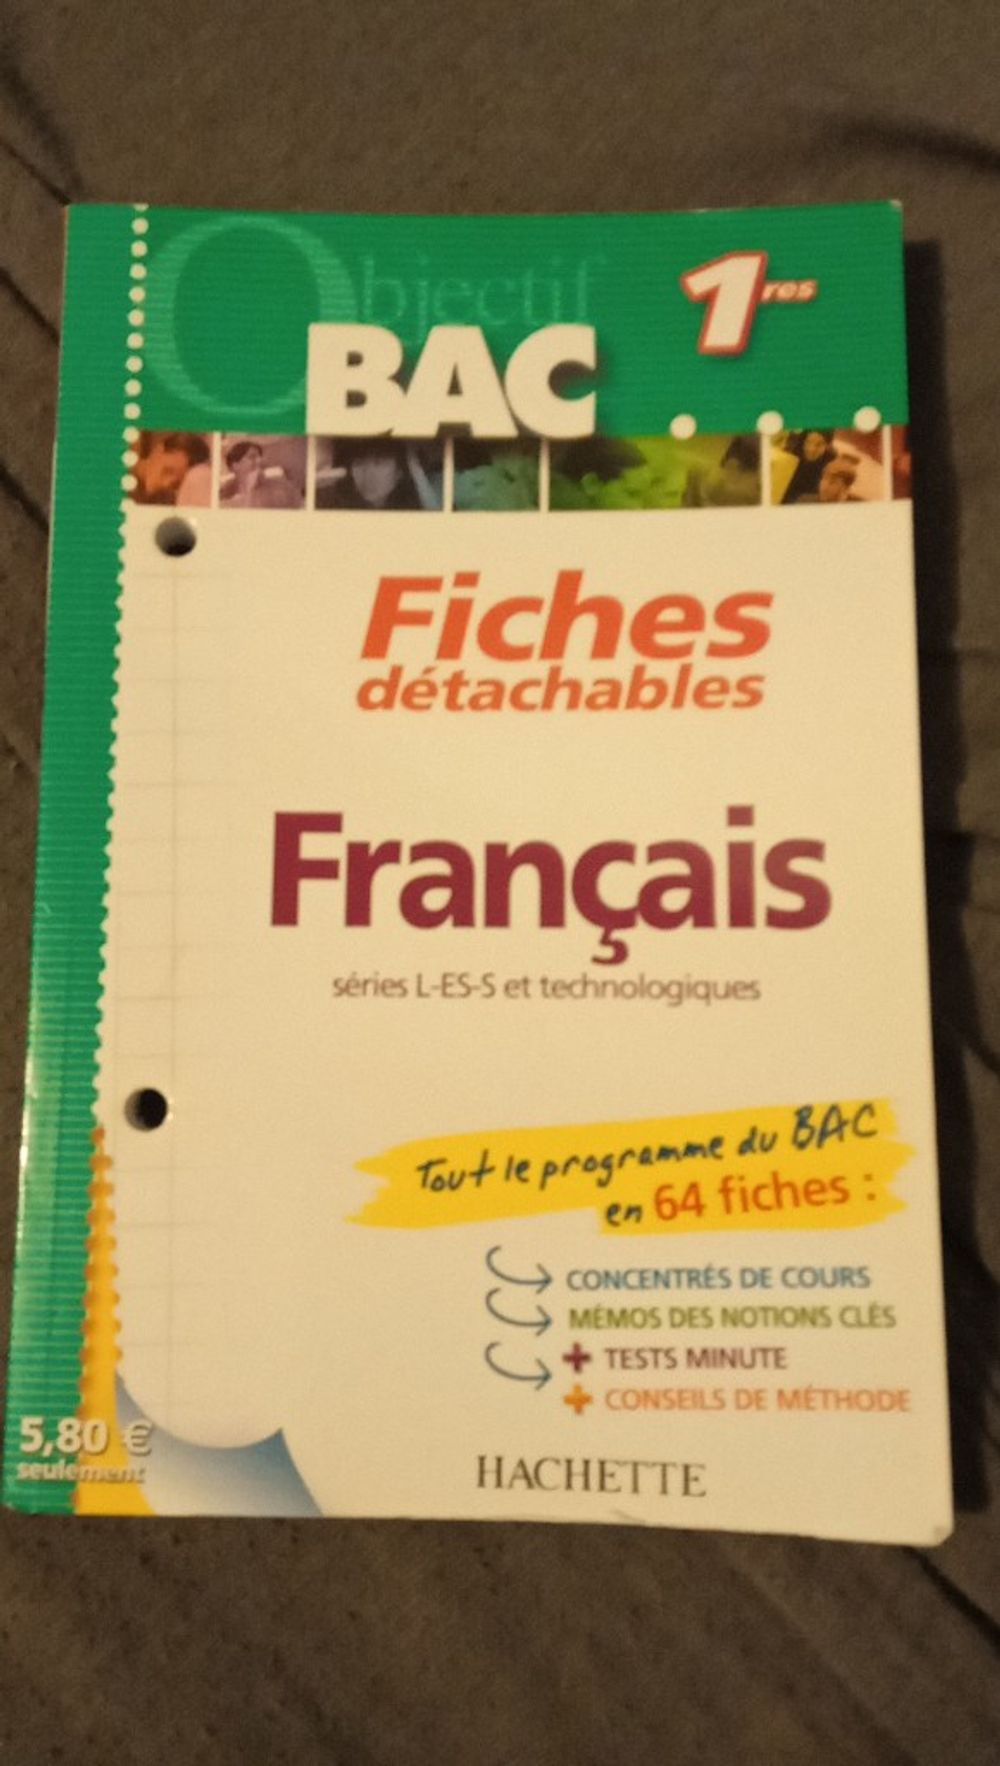 Objectif
BAC
1res
Fiches
détachables
Français
séries L-ES-S et technologiques
Tout le programme du BAC
en 64 fiches :
CONCENTRÉS DE COURS
MÉMOS DES NOTIONS CLÉS
+ TESTS MINUTE
+ CONSEILS DE MÉTHODE
5,80 €
seulement
HACHETTE